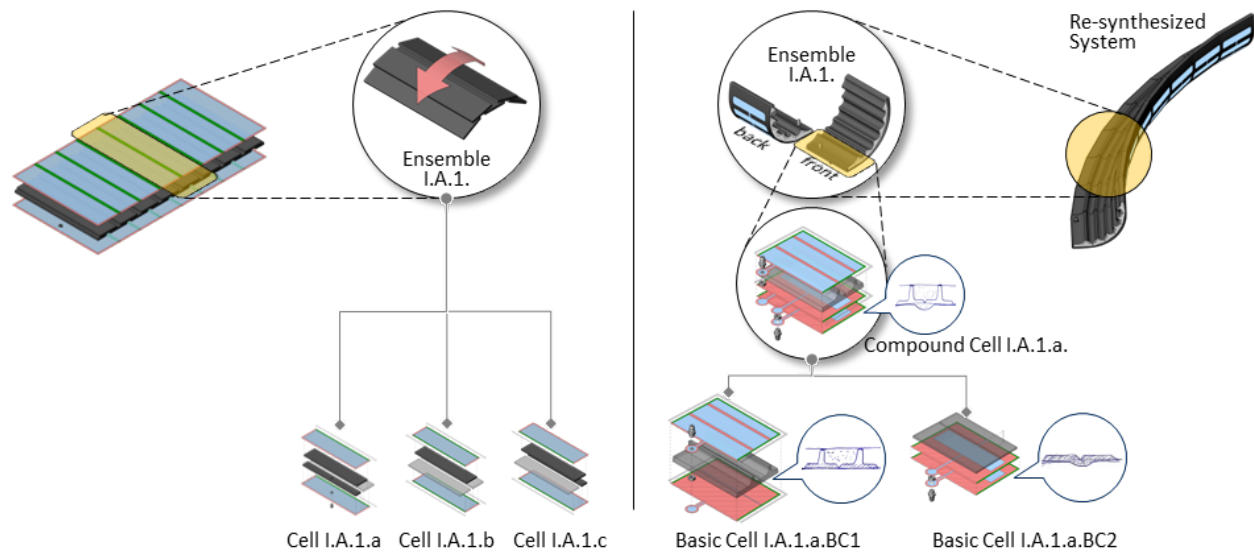 Ensemble
I.A.1.
Cell I.A.1.a
Cell I.A.1.b
Cell I.A.1.c
Re-synthesized
System
Ensemble
I.A.1.
back
front
Compound Cell I.A.1.a.
Basic Cell I.A.1.a.BC1
Basic Cell I.A.1.a.BC2